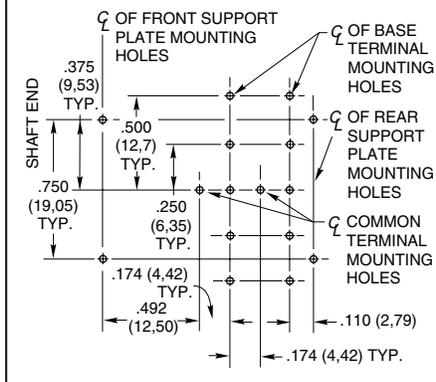 ℄ OF FRONT SUPPORT
PLATE MOUNTING
HOLES
℄ OF BASE
TERMINAL
MOUNTING
HOLES
.375
(9,53)
TYP.
SHAFT END
.500
(12,7)
TYP.
℄ OF REAR
SUPPORT
PLATE
MOUNTING
HOLES
.750
(19,05)
TYP.
.250
(6,35)
TYP.
℄ COMMON
TERMINAL
MOUNTING
HOLES
.174 (4,42)
TYP.
.492
(12,50)
.110 (2,79)
.174 (4,42) TYP.